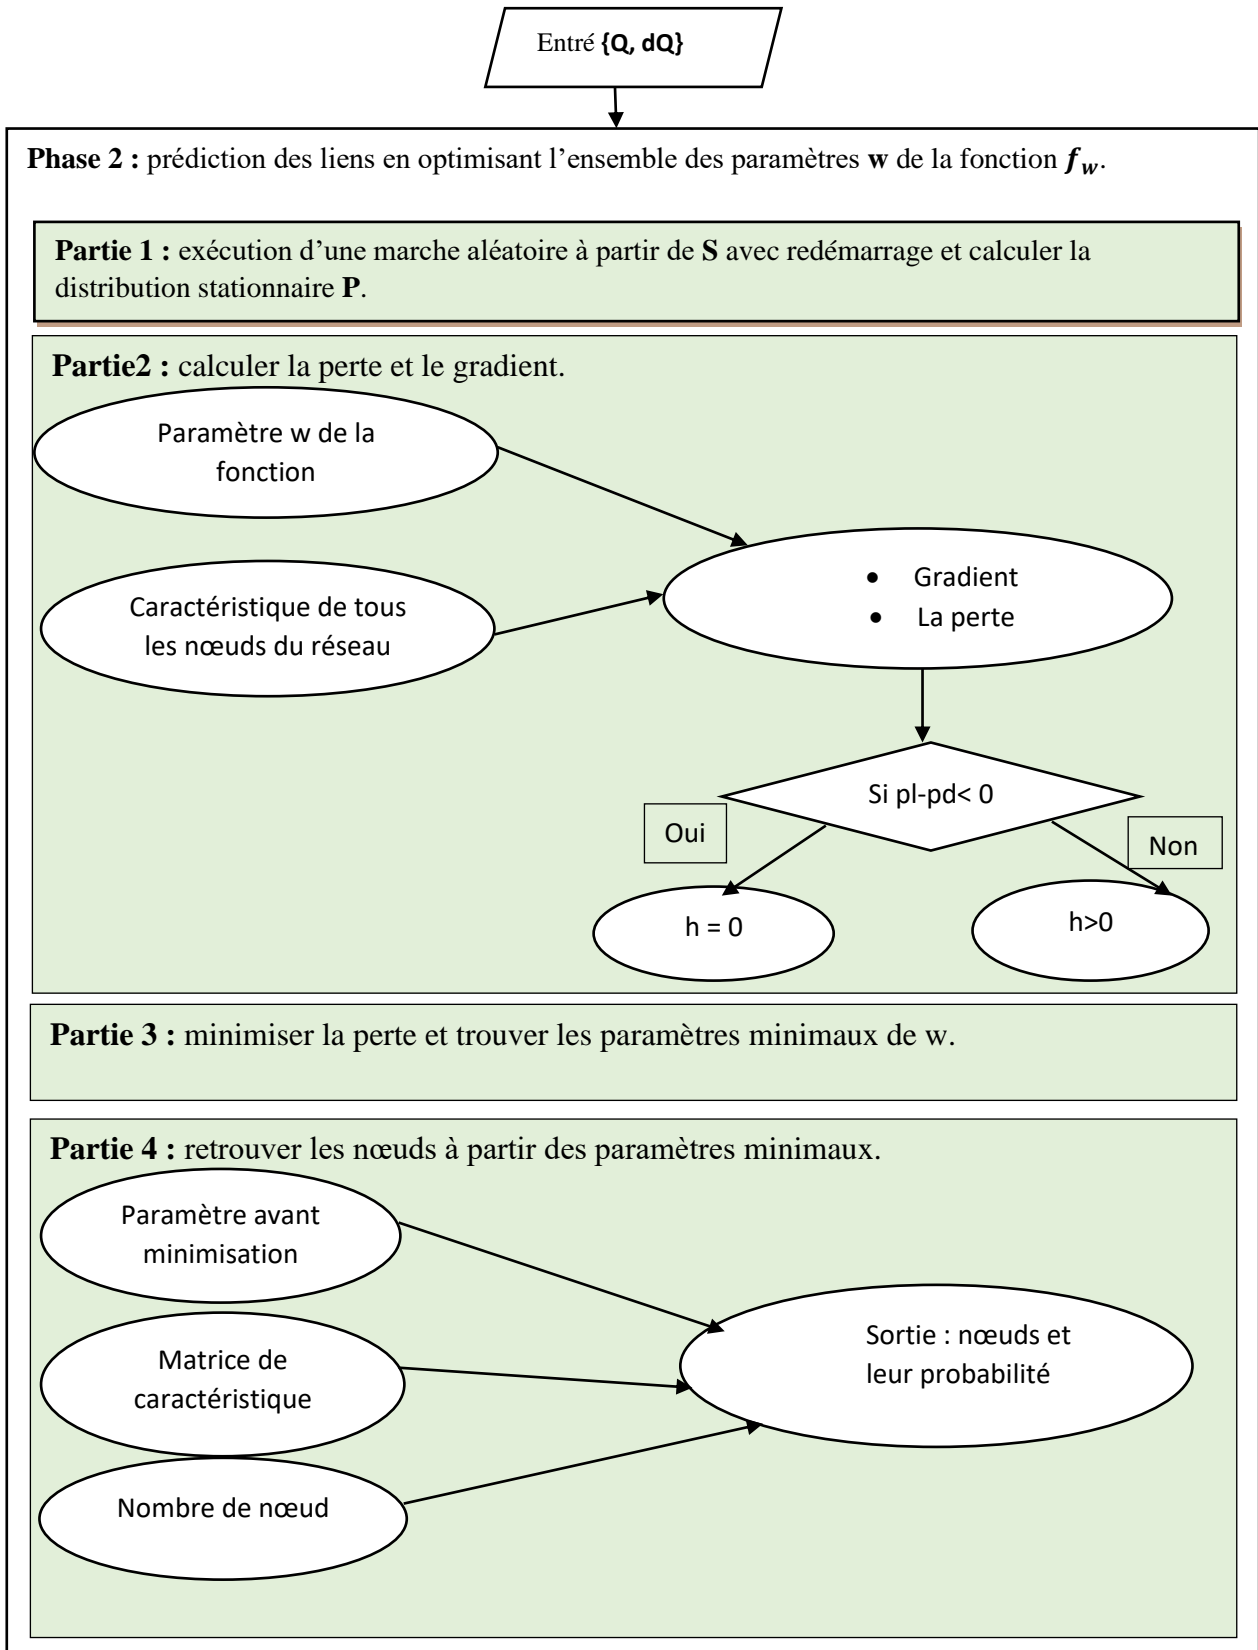 Entré {Q, dQ}
Phase 2 : prédiction des liens en optimisant l’ensemble des paramètres w de la fonction f_w.
Partie 1 : exécution d’une marche aléatoire à partir de S avec redémarrage et calculer la
distribution stationnaire P.
Partie2 : calculer la perte et le gradient.
Paramètre w de la
fonction
Caractéristique de tous
les nœuds du réseau
• Gradient
• La perte
Si pl-pd< 0
Oui
Non
h = 0
h>0
Partie 3 : minimiser la perte et trouver les paramètres minimaux de w.
Partie 4 : retrouver les nœuds à partir des paramètres minimaux.
Paramètre avant
minimisation
Matrice de
caractéristique
Nombre de nœud
Sortie : nœuds et
leur probabilité